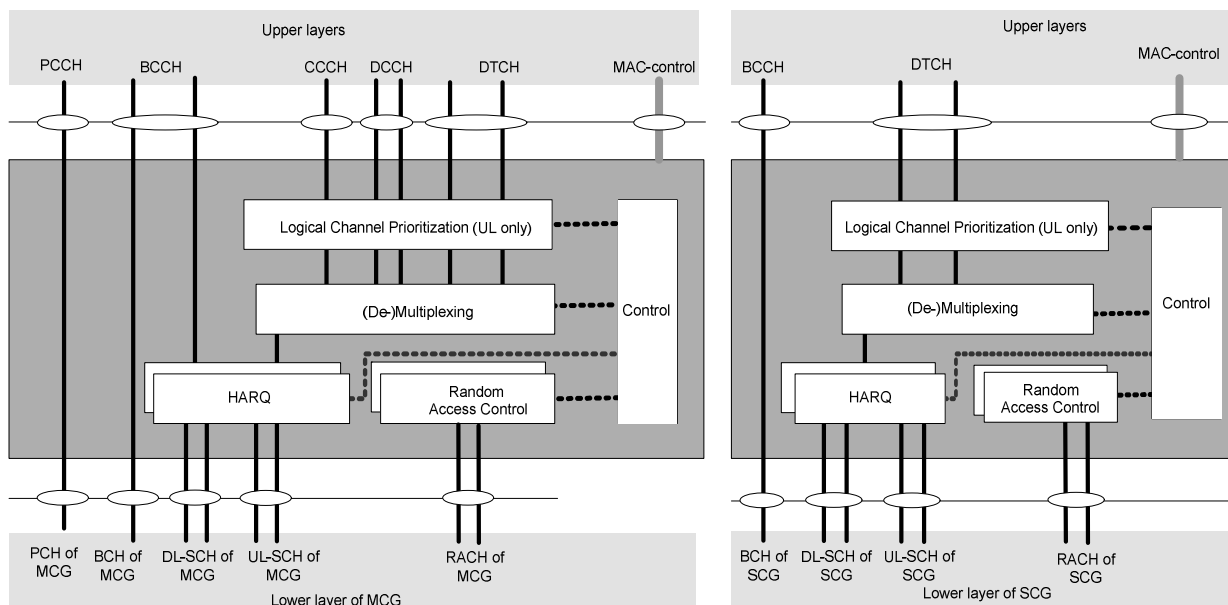 Upper layers
PCCH
BCCH
CCCH
DCCH
DTCH
MAC-control
Logical Channel Prioritization (UL only)
(De-)Multiplexing
Control
HARQ
Random
Access Control
PCH of
MCG
BCH of
MCG
DL-SCH of
MCG
UL-SCH of
MCG
RACH of
MCG
Lower layer of MCG
Upper layers
BCCH
DTCH
MAC-control
Logical Channel Prioritization (UL only)
(De-)Multiplexing
Control
HARQ
Random
Access Control
BCH of
SCG
DL-SCH of
SCG
UL-SCH of
SCG
RACH of
SCG
Lower layer of SCG